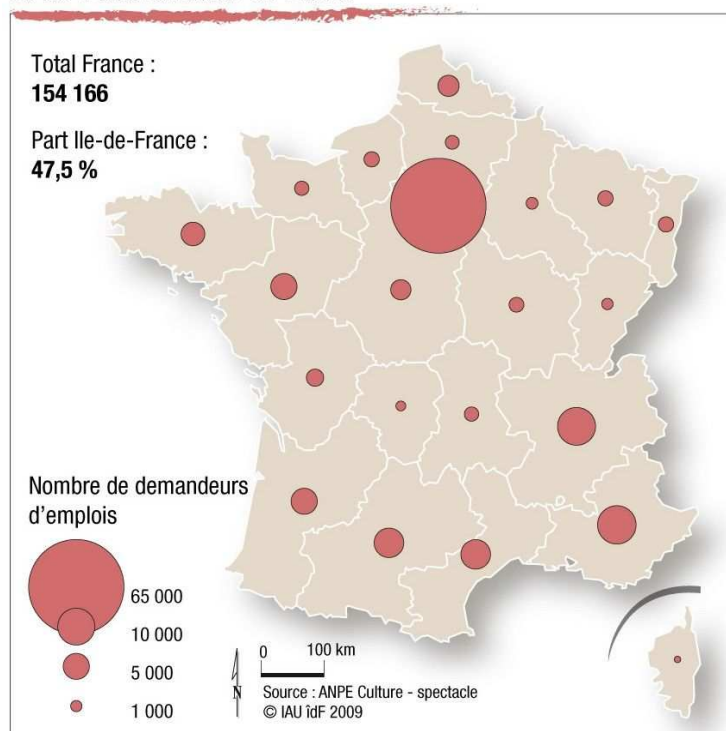 Total France :
154 166
Part Ile-de-France :
47,5 %
Nombre de demandeurs
d'emplois
65 000
10 000
5 000
1 000
0 100 km
N
Source : ANPE Culture - spectacle
© IAU îdF 2009